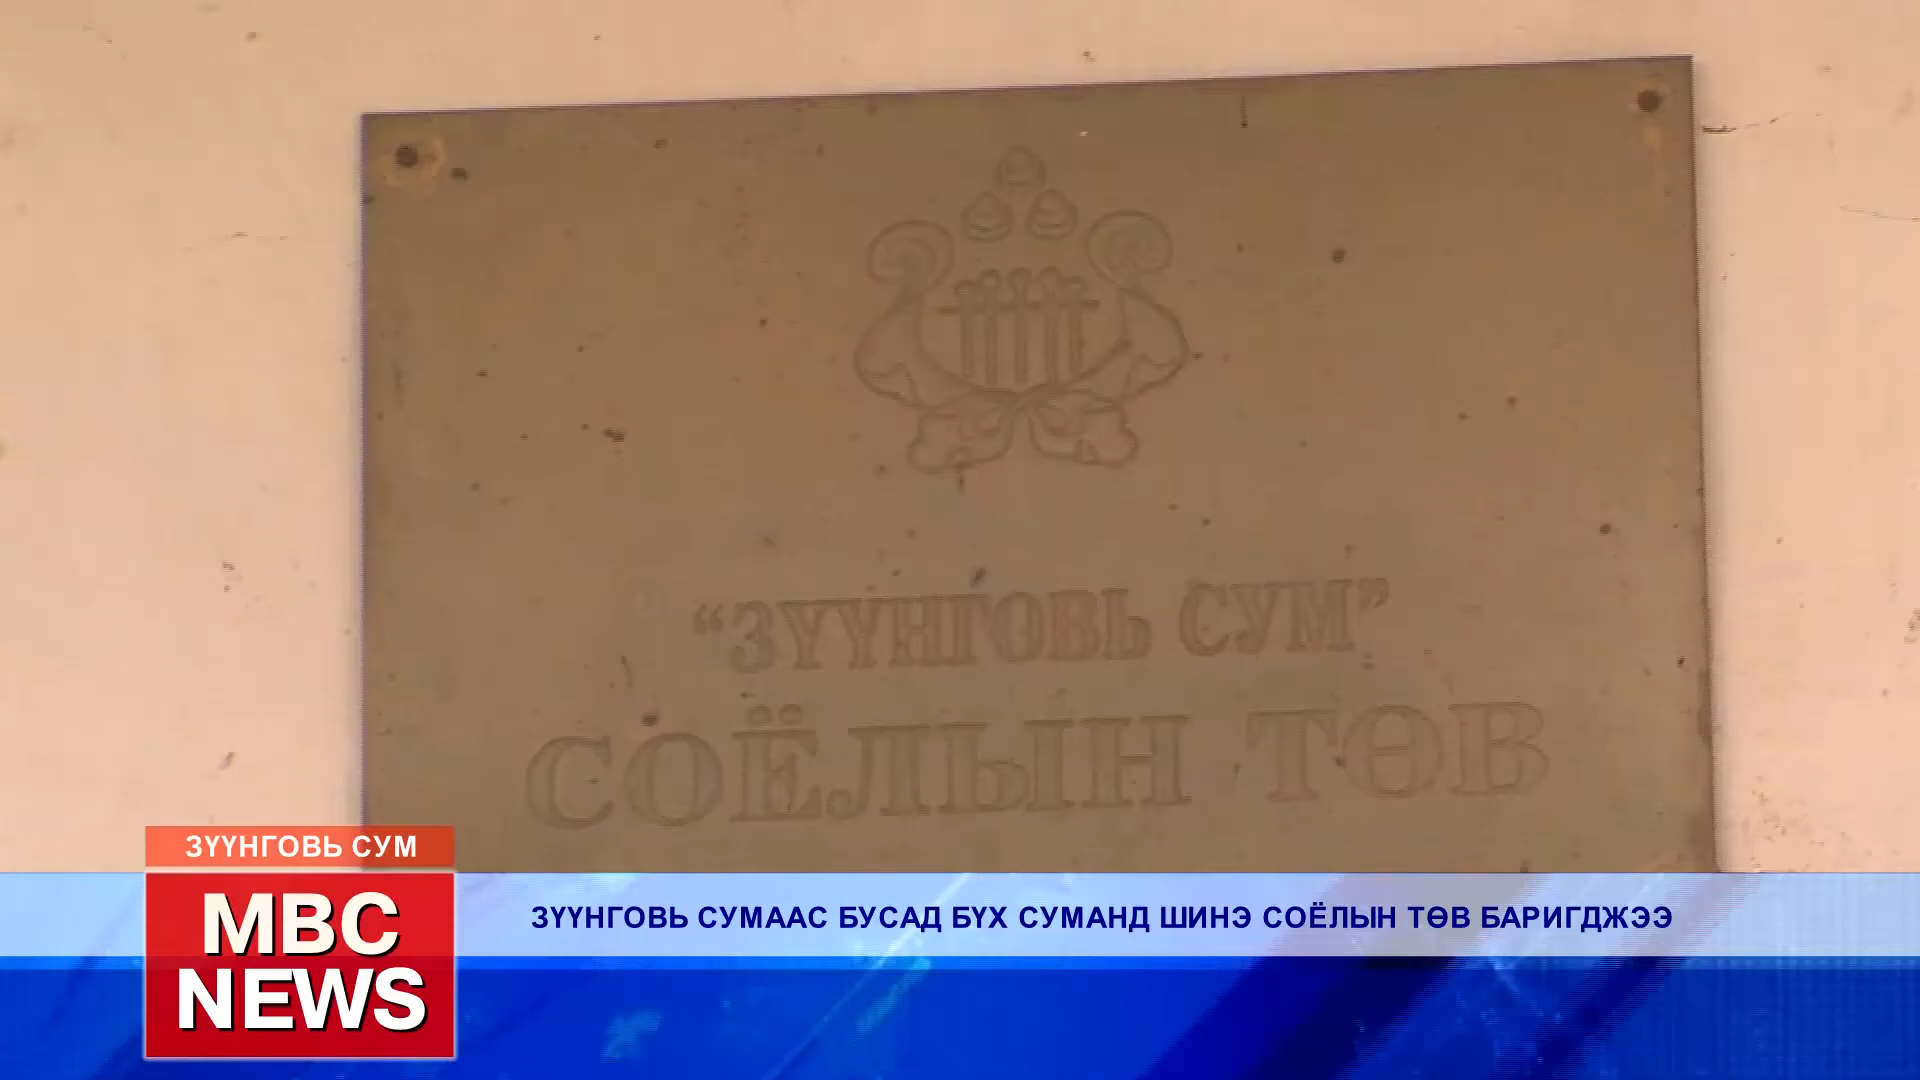 “ЗҮҮНГОВЬ СУМ”
СОЁЛЫН ТӨВ
ЗҮҮНГОВЬ СУМ
MBC
NEWS
ЗҮҮНГОВЬ СУМААС БУСАД БҮХ СУМАНД ШИНЭ СОЁЛЫН ТӨВ БАРИГДЖЭЭ